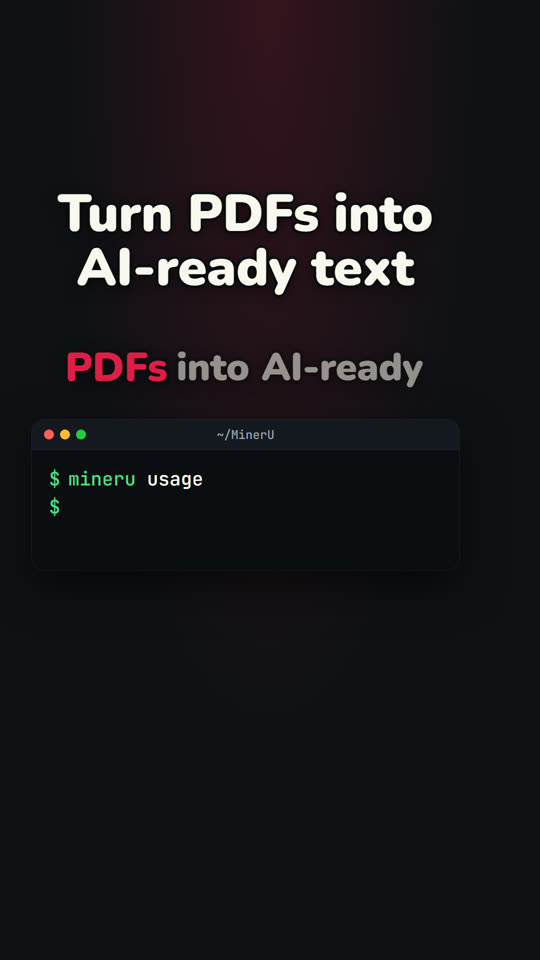 Turn PDFs into
AI-ready text
PDFs into AI-ready
~/MinerU
$ mineru usage
$